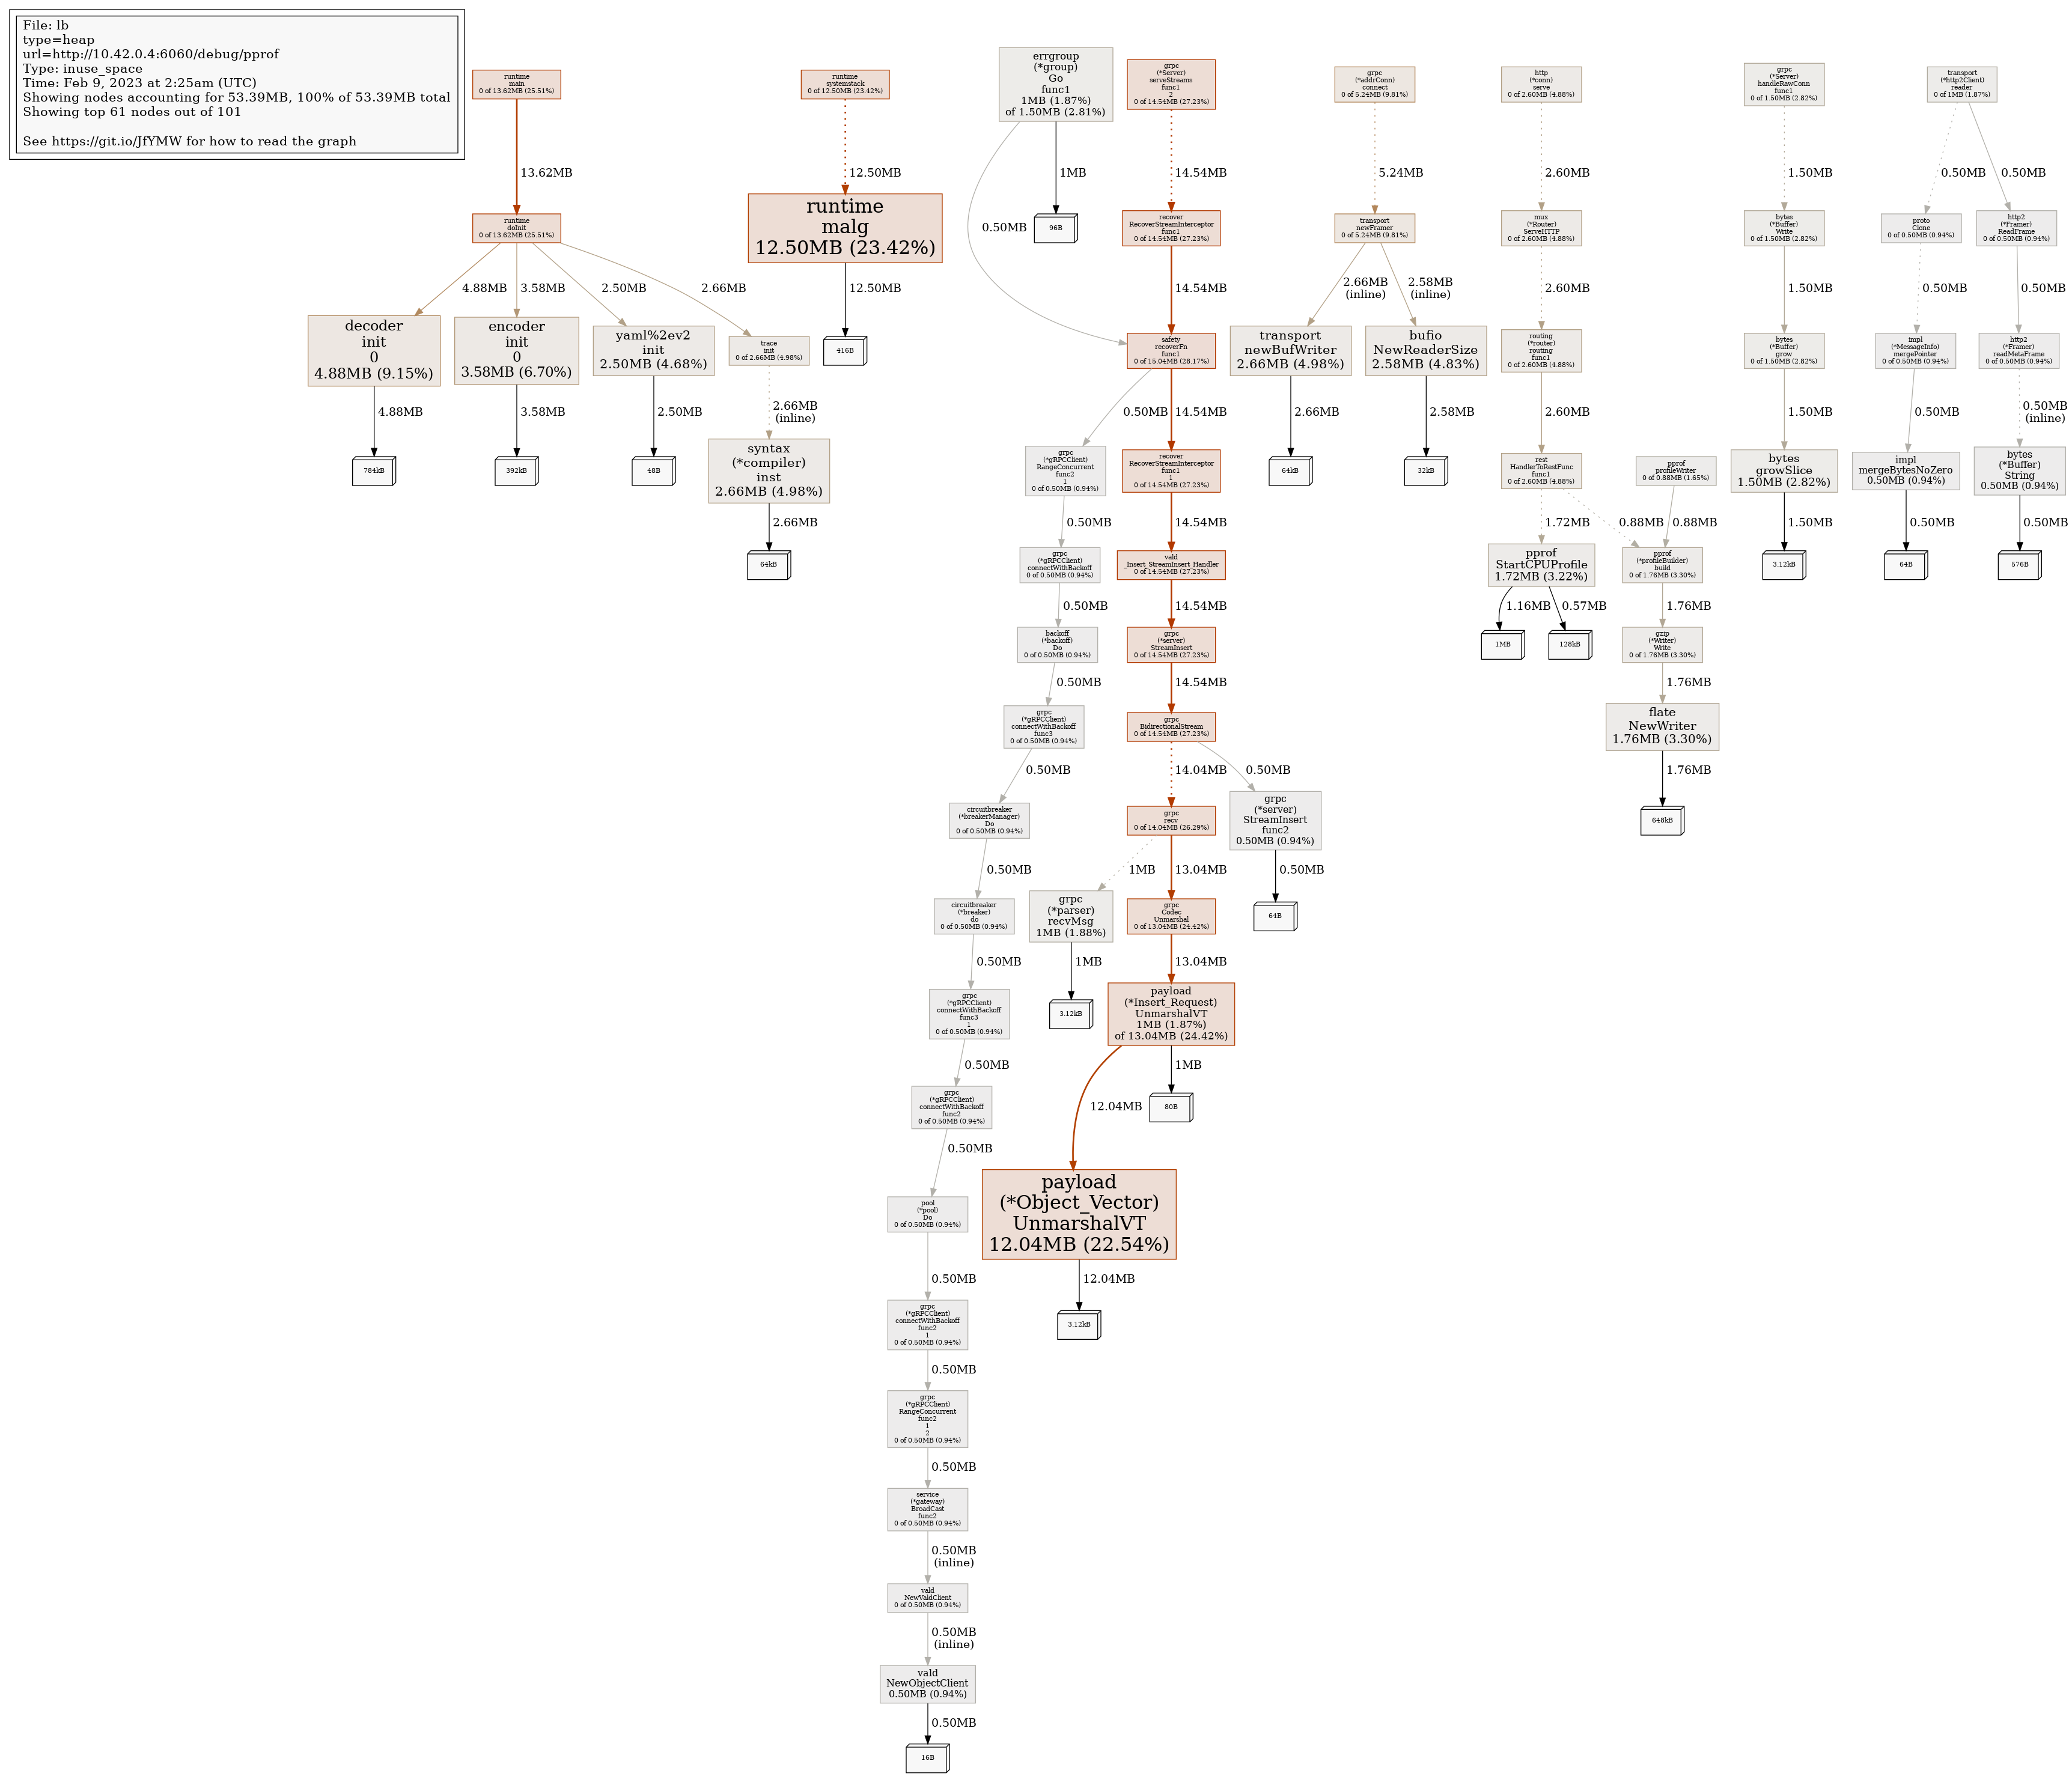 File: lb
type=heap
url=http://10.42.0.4:6060/debug/pprof
Type: inuse_space
Time: Feb 9, 2023 at 2:25am (UTC)
Showing nodes accounting for 53.39MB, 100% of 53.39MB total
Showing top 61 nodes out of 101
See https://git.io/JfYMW for how to read the graph
runtime
main
0 of 13.62MB (25.51%)
13.62MB
runtime
doInit
0 of 13.62MB (25.51%)
4.88MB
3.58MB
2.50MB
2.66MB
decoder
init
0
4.88MB (9.15%)
4.88MB
784kB
encoder
init
0
3.58MB (6.70%)
3.58MB
392kB
yaml%2ev2
init
2.50MB (4.68%)
2.50MB
48B
trace
init
0 of 2.66MB (4.98%)
2.66MB
(inline)
syntax
(*compiler)
inst
2.66MB (4.98%)
2.66MB
64kB
runtime
systemstack
0 of 12.50MB (23.42%)
12.50MB
runtime
malg
12.50MB (23.42%)
12.50MB
416B
errgroup
(*group)
Go
func1
1MB (1.87%)
of 1.50MB (2.81%)
0.50MB
1MB
96B
grpc
(*Server)
serveStreams
func1
2
0 of 14.54MB (27.23%)
14.54MB
recover
RecoverStreamInterceptor
func1
0 of 14.54MB (27.23%)
14.54MB
safety
recoverFn
func1
0 of 15.04MB (28.17%)
0.50MB
14.54MB
grpc
(*gRPCClient)
RangeConcurrent
func2
1
0 of 0.50MB (0.94%)
0.50MB
grpc
(*gRPCClient)
connectWithBackoff
0 of 0.50MB (0.94%)
0.50MB
backoff
(*backoff)
Do
0 of 0.50MB (0.94%)
0.50MB
grpc
(*gRPCClient)
connectWithBackoff
func3
0 of 0.50MB (0.94%)
0.50MB
circuitbreaker
(*breakerManager)
Do
0 of 0.50MB (0.94%)
0.50MB
circuitbreaker
(*breaker)
do
0 of 0.50MB (0.94%)
0.50MB
grpc
(*gRPCClient)
connectWithBackoff
func3
1
0 of 0.50MB (0.94%)
0.50MB
grpc
(*gRPCClient)
connectWithBackoff
func2
0 of 0.50MB (0.94%)
0.50MB
pool
(*pool)
Do
0 of 0.50MB (0.94%)
0.50MB
grpc
(*gRPCClient)
connectWithBackoff
func2
1
0 of 0.50MB (0.94%)
0.50MB
grpc
(*gRPCClient)
RangeConcurrent
func2
1
2
0 of 0.50MB (0.94%)
0.50MB
service
(*gateway)
BroadCast
func2
0 of 0.50MB (0.94%)
0.50MB
(inline)
vald
NewValdClient
0 of 0.50MB (0.94%)
0.50MB
(inline)
vald
NewObjectClient
0.50MB (0.94%)
0.50MB
16B
recover
RecoverStreamInterceptor
func1
1
0 of 14.54MB (27.23%)
14.54MB
vald
_Insert_StreamInsert_Handler
0 of 14.54MB (27.23%)
14.54MB
grpc
(*server)
StreamInsert
0 of 14.54MB (27.23%)
14.54MB
grpc
BidirectionalStream
0 of 14.54MB (27.23%)
14.04MB
0.50MB
grpc
recv
0 of 14.04MB (26.29%)
grpc
(*server)
StreamInsert
func2
0.50MB (0.94%)
0.50MB
64B
1MB
13.04MB
grpc
(*parser)
recvMsg
1MB (1.88%)
1MB
3.12kB
grpc
Codec
Unmarshal
0 of 13.04MB (24.42%)
13.04MB
payload
(*Insert_Request)
UnmarshalVT
1MB (1.87%)
of 13.04MB (24.42%)
12.04MB
1MB
80B
payload
(*Object_Vector)
UnmarshalVT
12.04MB (22.54%)
12.04MB
3.12kB
grpc
(*addrConn)
connect
0 of 5.24MB (9.81%)
5.24MB
transport
newFramer
0 of 5.24MB (9.81%)
2.66MB
(inline)
2.58MB
(inline)
transport
newBufWriter
2.66MB (4.98%)
2.66MB
64kB
bufio
NewReaderSize
2.58MB (4.83%)
2.58MB
32kB
http
(*conn)
serve
0 of 2.60MB (4.88%)
2.60MB
mux
(*Router)
ServeHTTP
0 of 2.60MB (4.88%)
2.60MB
routing
(*router)
routing
func1
0 of 2.60MB (4.88%)
2.60MB
rest
HandlerToRestFunc
func1
0 of 2.60MB (4.88%)
1.72MB
0.88MB
pprof
profileWriter
0 of 0.88MB (1.65%)
0.88MB
pprof
StartCPUProfile
1.72MB (3.22%)
1.16MB
0.57MB
1MB
128kB
pprof
(*profileBuilder)
build
0 of 1.76MB (3.30%)
1.76MB
gzip
(*Writer)
Write
0 of 1.76MB (3.30%)
1.76MB
flate
NewWriter
1.76MB (3.30%)
1.76MB
648kB
grpc
(*Server)
handleRawConn
func1
0 of 1.50MB (2.82%)
1.50MB
bytes
(*Buffer)
Write
0 of 1.50MB (2.82%)
1.50MB
bytes
(*Buffer)
grow
0 of 1.50MB (2.82%)
1.50MB
bytes
growSlice
1.50MB (2.82%)
1.50MB
3.12kB
transport
(*http2Client)
reader
0 of 1MB (1.87%)
0.50MB
0.50MB
proto
Clone
0 of 0.50MB (0.94%)
0.50MB
impl
(*MessageInfo)
mergePointer
0 of 0.50MB (0.94%)
0.50MB
impl
mergeBytesNoZero
0.50MB (0.94%)
0.50MB
64B
http2
(*Framer)
ReadFrame
0 of 0.50MB (0.94%)
0.50MB
http2
(*Framer)
readMetaFrame
0 of 0.50MB (0.94%)
0.50MB
(inline)
bytes
(*Buffer)
String
0.50MB (0.94%)
0.50MB
576B